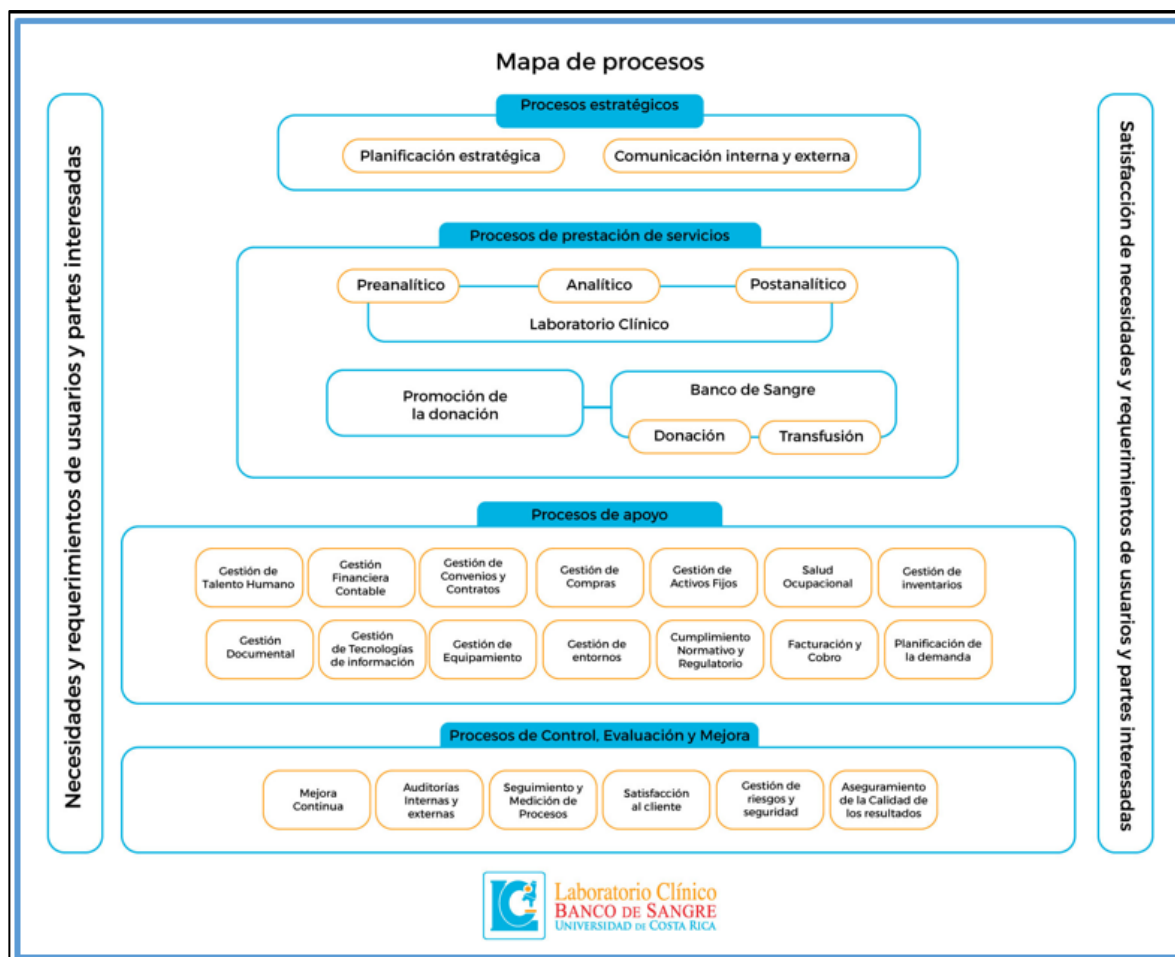 Mapa de procesos
Necesidades y requerimientos de usuarios y partes interesadas
Procesos estratégicos
Planificación estratégica
Comunicación interna y externa
Procesos de prestación de servicios
Preanalítico
Analítico
Postanalítico
Laboratorio Clínico
Promoción de
la donación
Banco de Sangre
Donación
Transfusión
Procesos de apoyo
Gestión de
Talento Humano
Gestión
Financiera
Contable
Gestión de
Convenios y
Contratos
Gestión de
Compras
Gestión de
Activos Fijos
Salud
Ocupacional
Gestión de
inventarios
Gestión
Documental
Gestión
de Tecnologías
de información
Gestión de
Equipamiento
Gestión de
entornos
Cumplimiento
Normativo y
Regulatorio
Facturación y
Cobro
Planificación de
la demanda
Procesos de Control, Evaluación y Mejora
Mejora
Continua
Auditorías
Internas y
externas
Seguimiento y
Medición de
Procesos
Satisfacción
al cliente
Gestión de
riesgos y
seguridad
Aseguramiento
de la Calidad de
los resultados
Satisfacción de necesidades y requerimientos de usuarios y partes interesadas
LC
Laboratorio Clínico
BANCO DE SANGRE
UNIVERSIDAD DE COSTA RICA